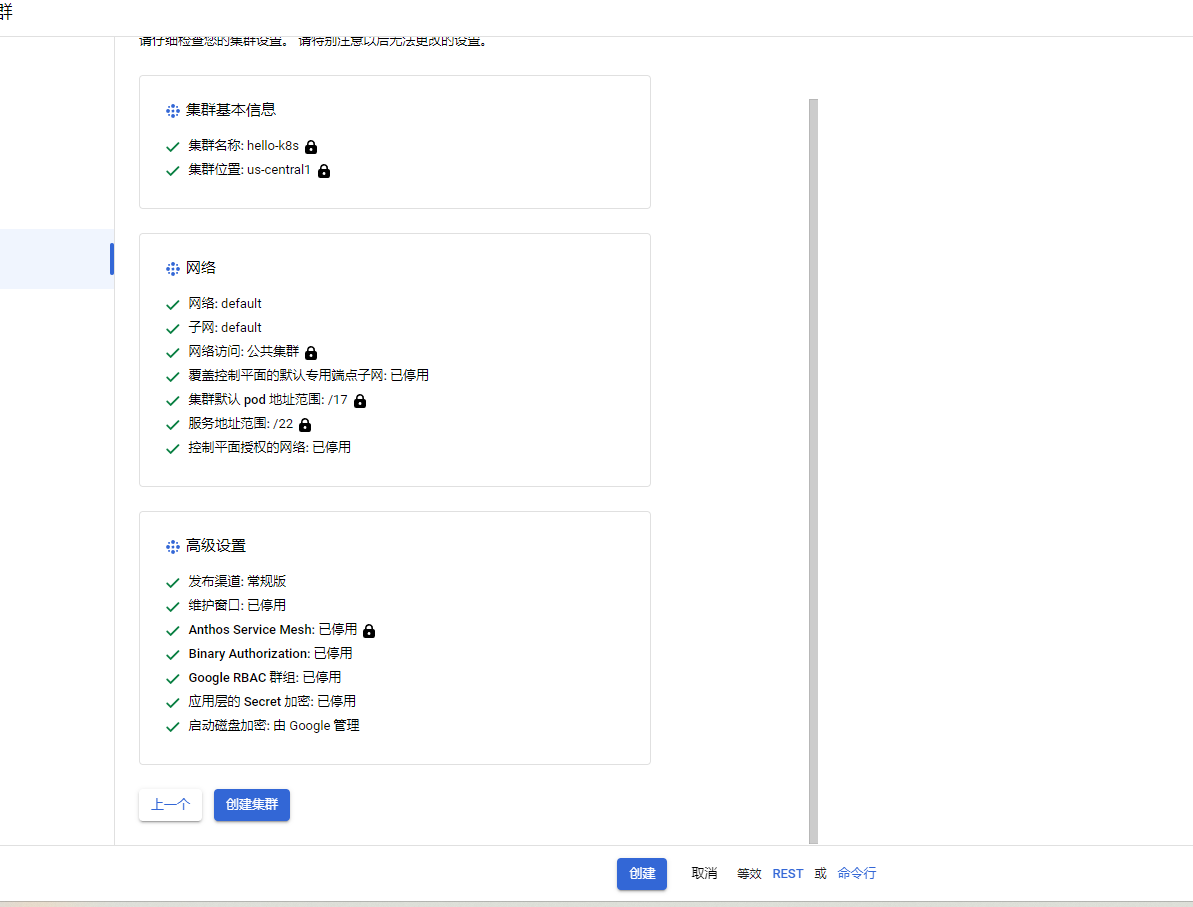 群
请仔细检查您的集群设置。 请特别注意以后无法更改的设置。
集群基本信息
集群名称: hello-k8s
集群位置: us-central1
网络
网络: default
子网: default
网络访问: 公共集群
覆盖控制平面的默认专用端点子网: 已停用
集群默认 pod 地址范围: /17
服务地址范围: /22
控制平面授权的网络: 已停用
高级设置
发布渠道: 常规版
维护窗口: 已停用
Anthos Service Mesh: 已停用
Binary Authorization: 已停用
Google RBAC 群组: 已停用
应用层的 Secret 加密: 已停用
启动磁盘加密: 由 Google 管理
上一个 创建集群
创建 取消 等效 REST 或 命令行